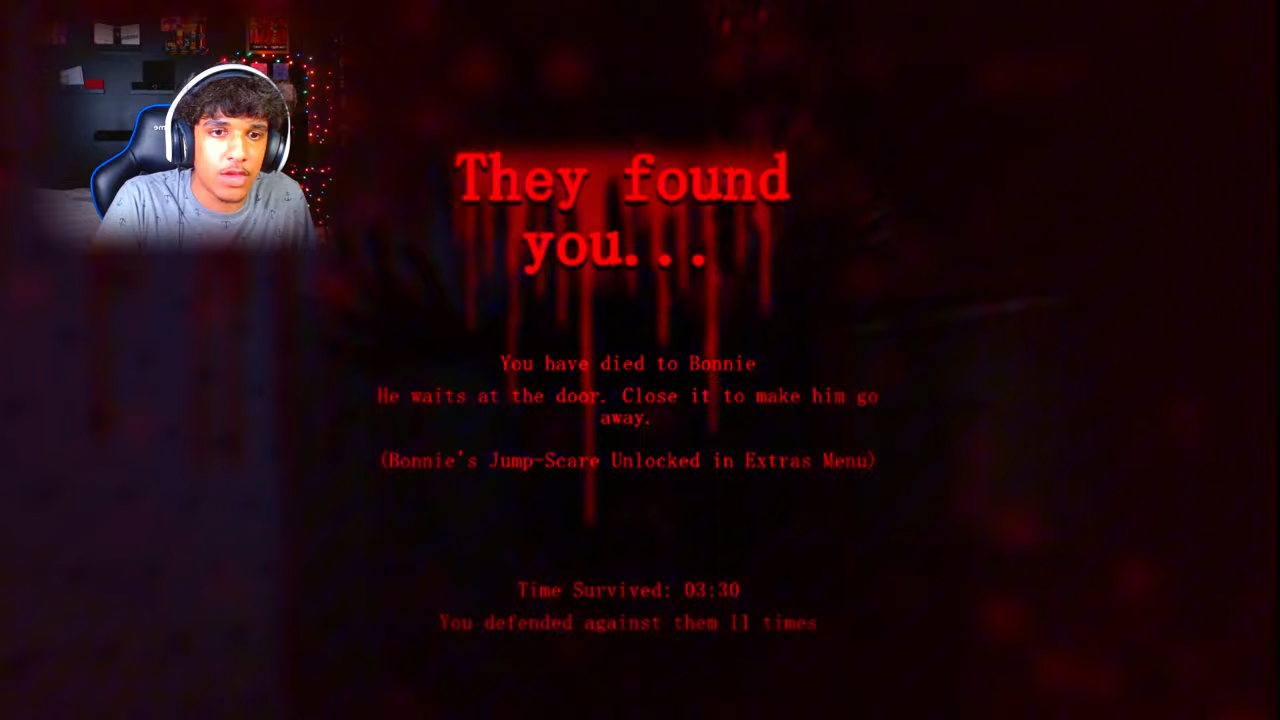 They found
you...
You have died to Bonnie
He waits at the door. Close it to make him go
away.
(Bonnie's Jump-Scare Unlocked in Extras Menu)
Time Survived: 03:30
You defended against them 11 times